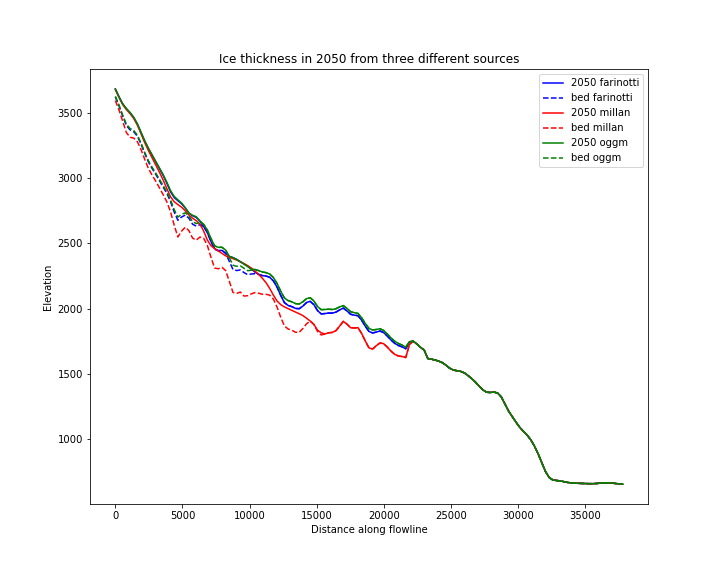 Ice thickness in 2050 from three different sources
2050 farinotti
bed farinotti
2050 millan
bed millan
2050 oggm
bed oggm
Elevation
3500
3000
2500
2000
1500
1000
0 5000 10000 15000 20000 25000 30000 35000
Distance along flowline